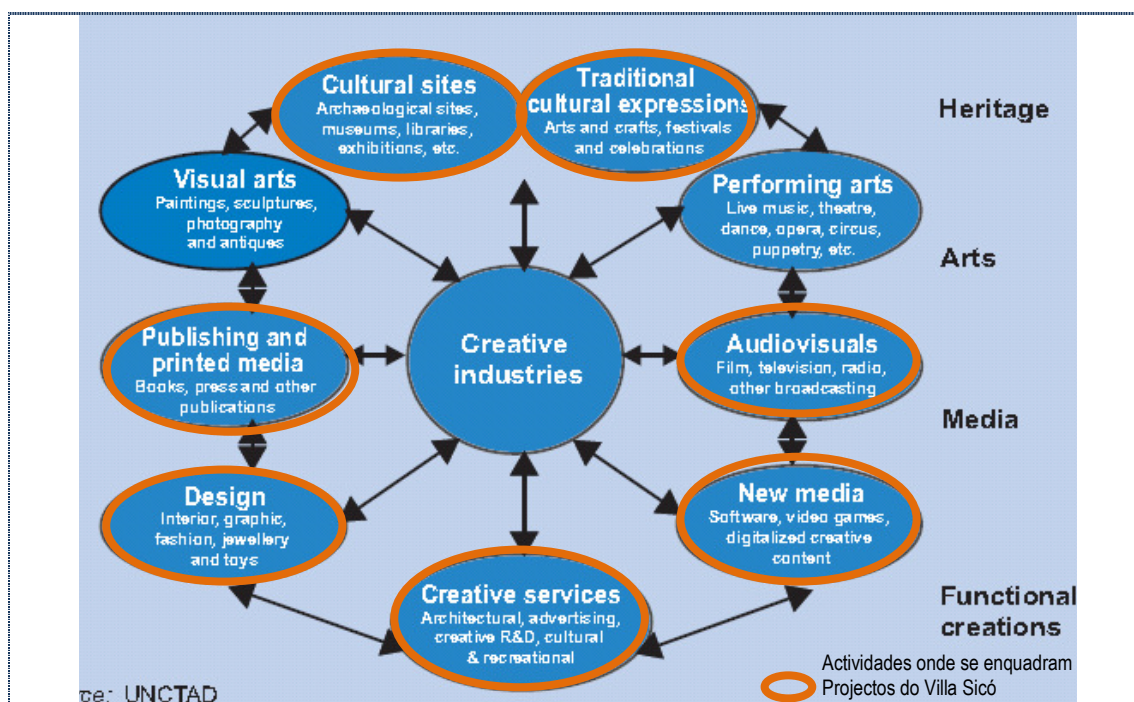 Cultural sites
Archaeological sites,
museums, libraries,
exhibitions, etc.
Traditional
cultural expressions
Arts and crafts, festivals
and celebrations
Heritage
Visual arts
Paintings, sculptures,
photography
and antiques
Performing arts
Live music, theatre,
dance, opera, circus,
puppetry, etc.
Arts
Publishing and
printed media
Books, press and other
publications
Creative
industries
Audiovisuals
Film, television, radio,
other broadcasting
Media
Design
Interior, graphic,
fashion, jewellery
and toys
New media
Software, video games,
digitalized creative
content
Creative services
Architectural, advertising,
creative R&D, cultural
& recreational
Functional
creations
Actividades onde se enquadram
Projectos do Villa Sicó
ce: UNCTAD